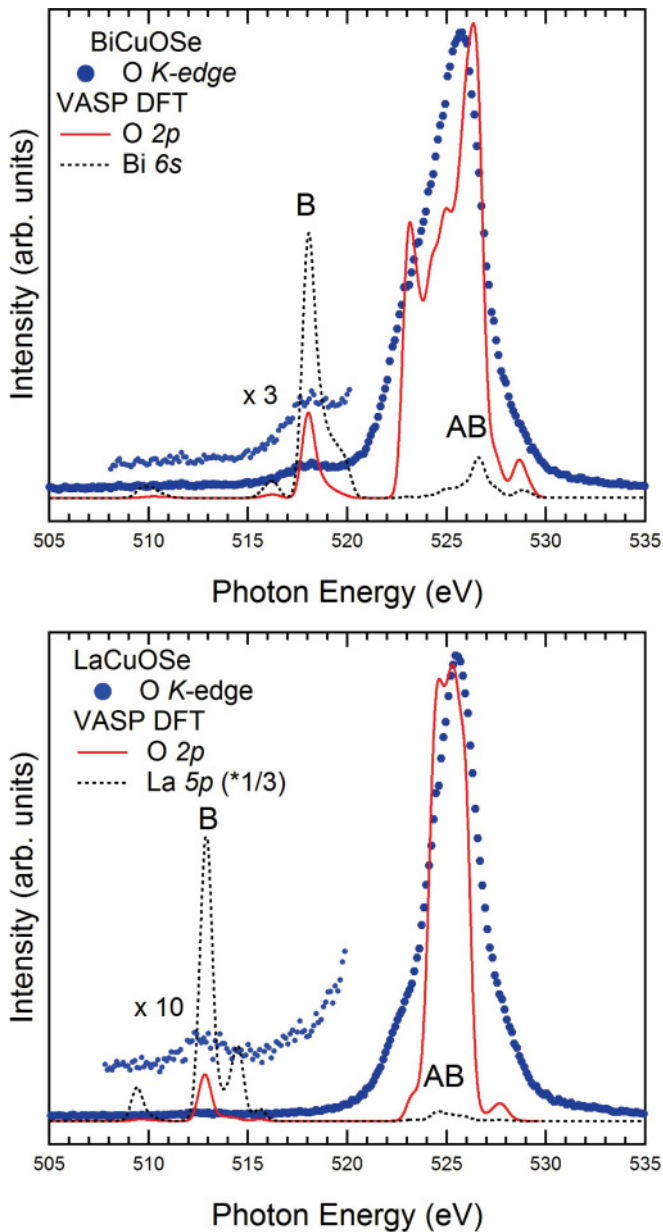 BiCuOSe
O K-edge
VASP DFT
O 2p
Bi 6s
B
x 3
AB
Intensity (arb. units)
505 510 515 520 525 530 535
Photon Energy (eV)
LaCuOSe
O K-edge
VASP DFT
O 2p
La 5p (*1/3)
B
x 10
AB
Intensity (arb. units)
505 510 515 520 525 530 535
Photon Energy (eV)